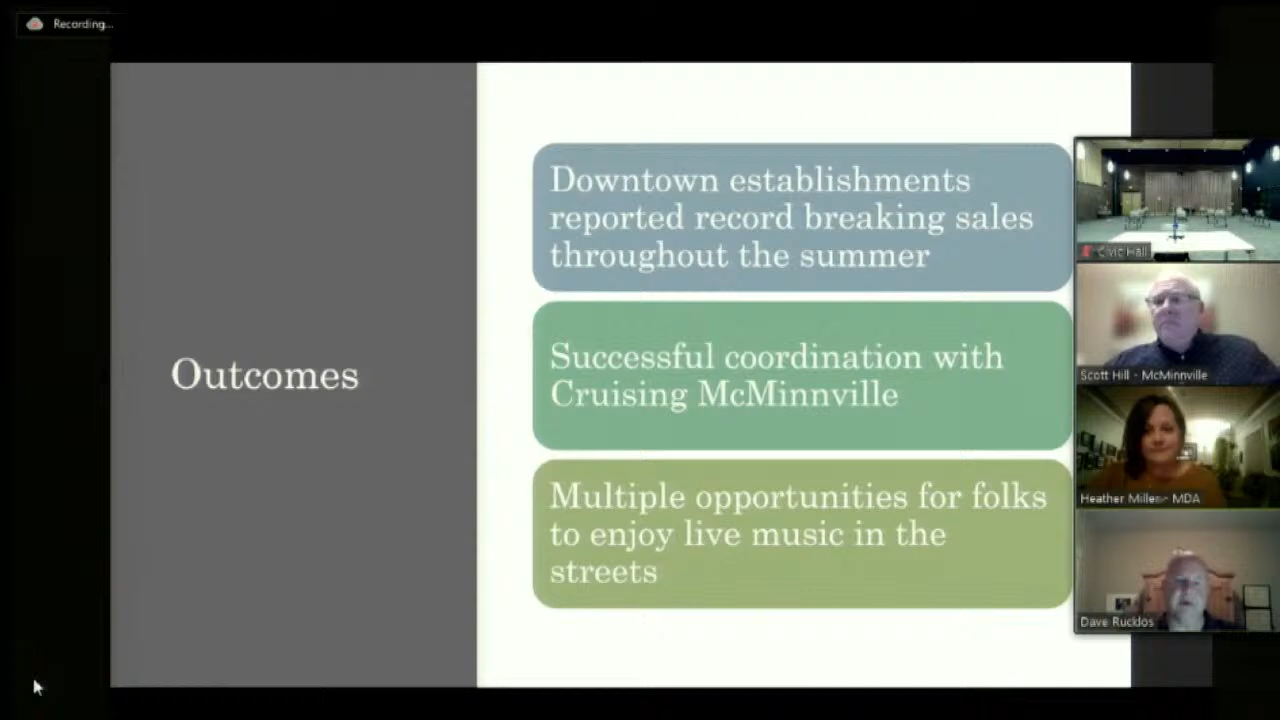 Recording...
Outcomes
Downtown establishments
reported record breaking sales
throughout the summer
Successful coordination with
Cruising McMinnville
Multiple opportunities for folks
to enjoy live music in the
streets
Civic Hall
Scott Hill - McMinnville
Heather Miller - MDA
Dave Rucklos